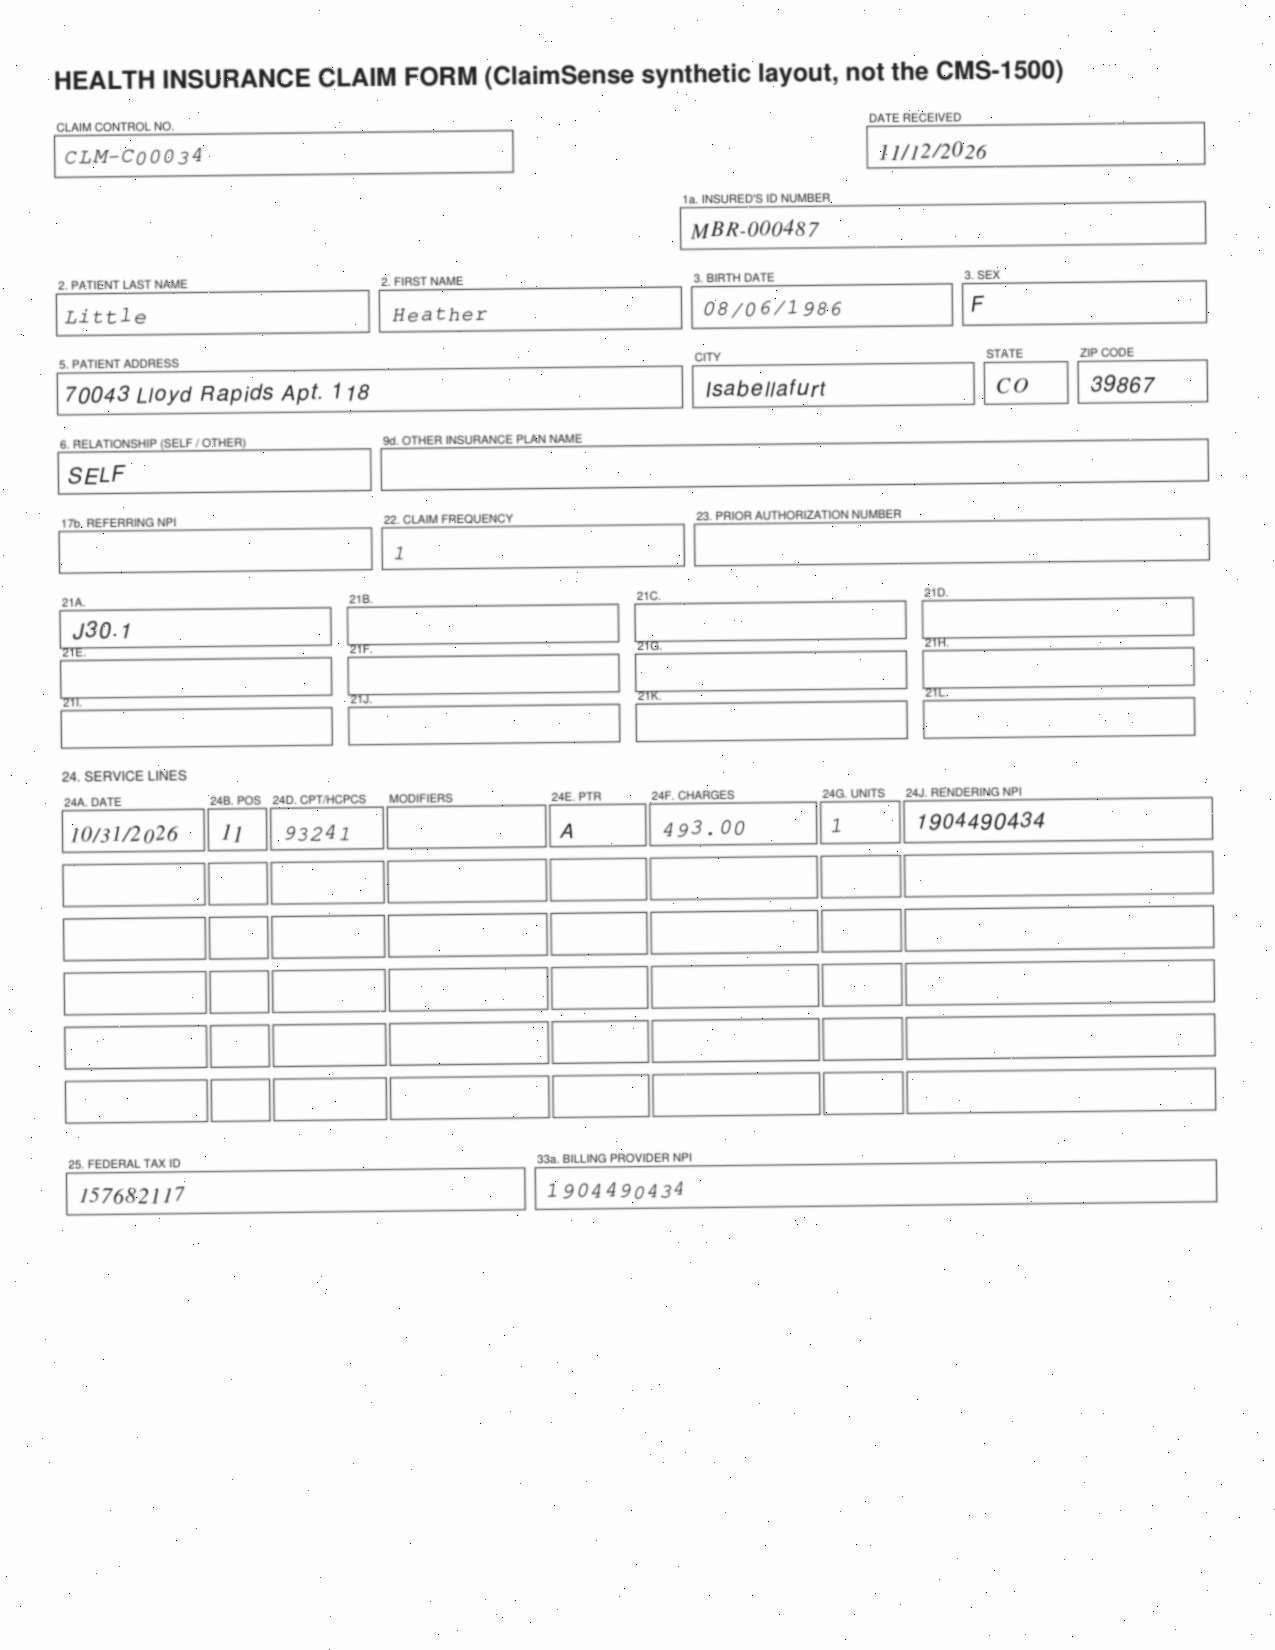 HEALTH INSURANCE CLAIM FORM (ClaimSense synthetic layout, not the CMS-1500)
CLAIM CONTROL NO. DATE RECEIVED
CLM-C00034 11/12/2026
1a. INSURED'S ID NUMBER
MBR-000487
2. PATIENT LAST NAME 2. FIRST NAME 3. BIRTH DATE 3. SEX
Little Heather 08/06/1986 F
5. PATIENT ADDRESS CITY STATE ZIP CODE
70043 Lloyd Rapids Apt. 118 Isabellafurt CO 39867
6. RELATIONSHIP (SELF / OTHER) 9d. OTHER INSURANCE PLAN NAME
SELF
17b. REFERRING NPI 22. CLAIM FREQUENCY 23. PRIOR AUTHORIZATION NUMBER
1
21A. 21B. 21C. 21D.
J30.1
21E. 21F. 21G. 21H.
21I. 21J. 21K. 21L.
24. SERVICE LINES
24A. DATE 24B. POS 24D. CPT/HCPCS MODIFIERS 24E. PTR 24F. CHARGES 24G. UNITS 24J. RENDERING NPI
10/31/2026 11 93241 A 493.00 1 1904490434
25. FEDERAL TAX ID 33a. BILLING PROVIDER NPI
157682117 1904490434